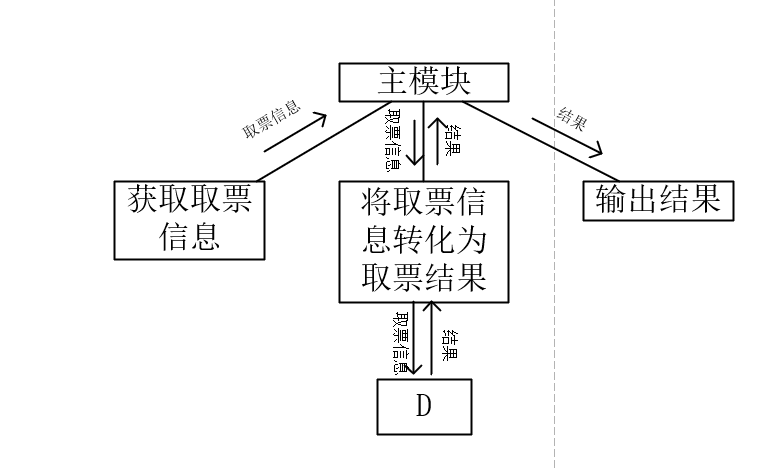 主模块
取票信息
取票信息
结果
结果
获取取票
信息
将取票信
息转化为
取票结果
输出结果
取票信息
结果
D